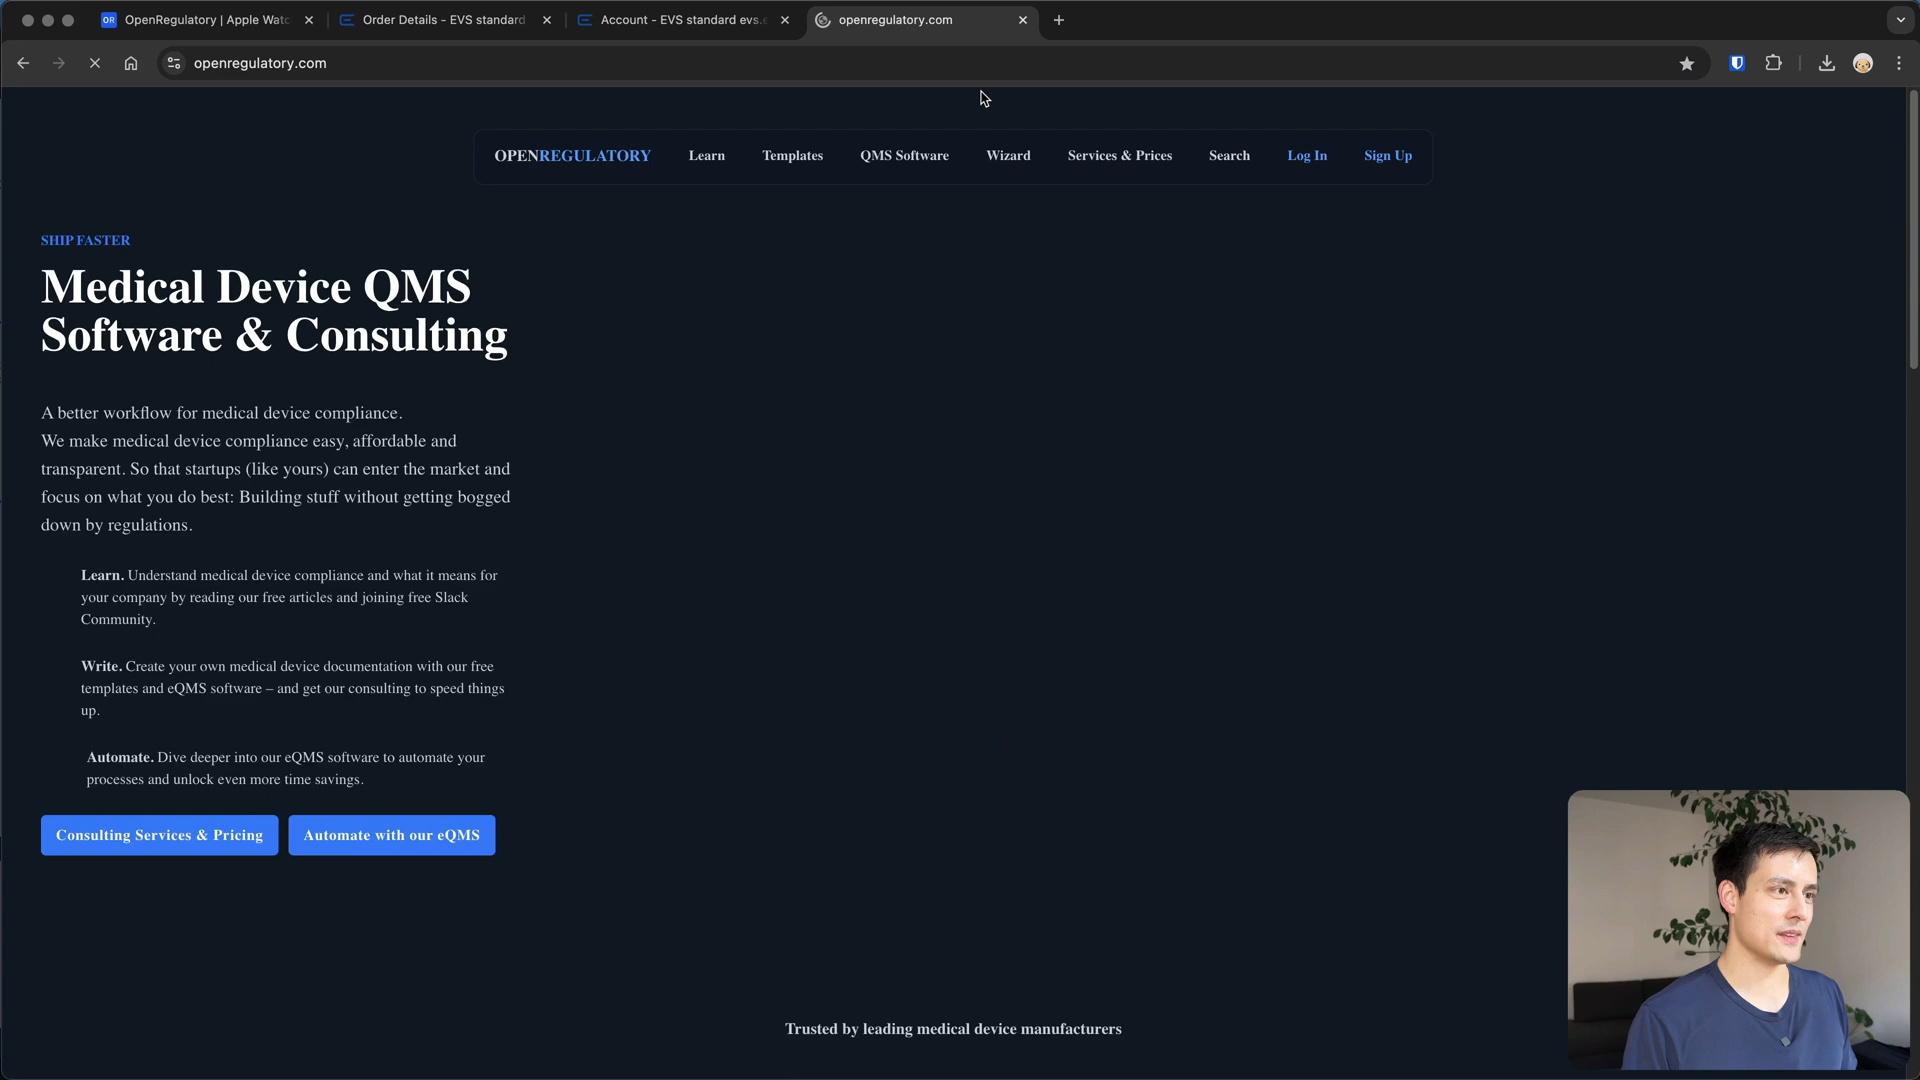 OpenRegulatory | Apple Watc
Order Details - EVS standard
Account - EVS standard evs.e
openregulatory.com
openregulatory.com
OPENREGULATORY
Learn
Templates
QMS Software
Wizard
Services & Prices
Search
Log In
Sign Up
SHIP FASTER
Medical Device QMS
Software & Consulting
A better workflow for medical device compliance.
We make medical device compliance easy, affordable and
transparent. So that startups (like yours) can enter the market and
focus on what you do best: Building stuff without getting bogged
down by regulations.
Learn. Understand medical device compliance and what it means for
your company by reading our free articles and joining free Slack
Community.
Write. Create your own medical device documentation with our free
templates and eQMS software – and get our consulting to speed things
up.
Automate. Dive deeper into our eQMS software to automate your
processes and unlock even more time savings.
Consulting Services & Pricing
Automate with our eQMS
Trusted by leading medical device manufacturers